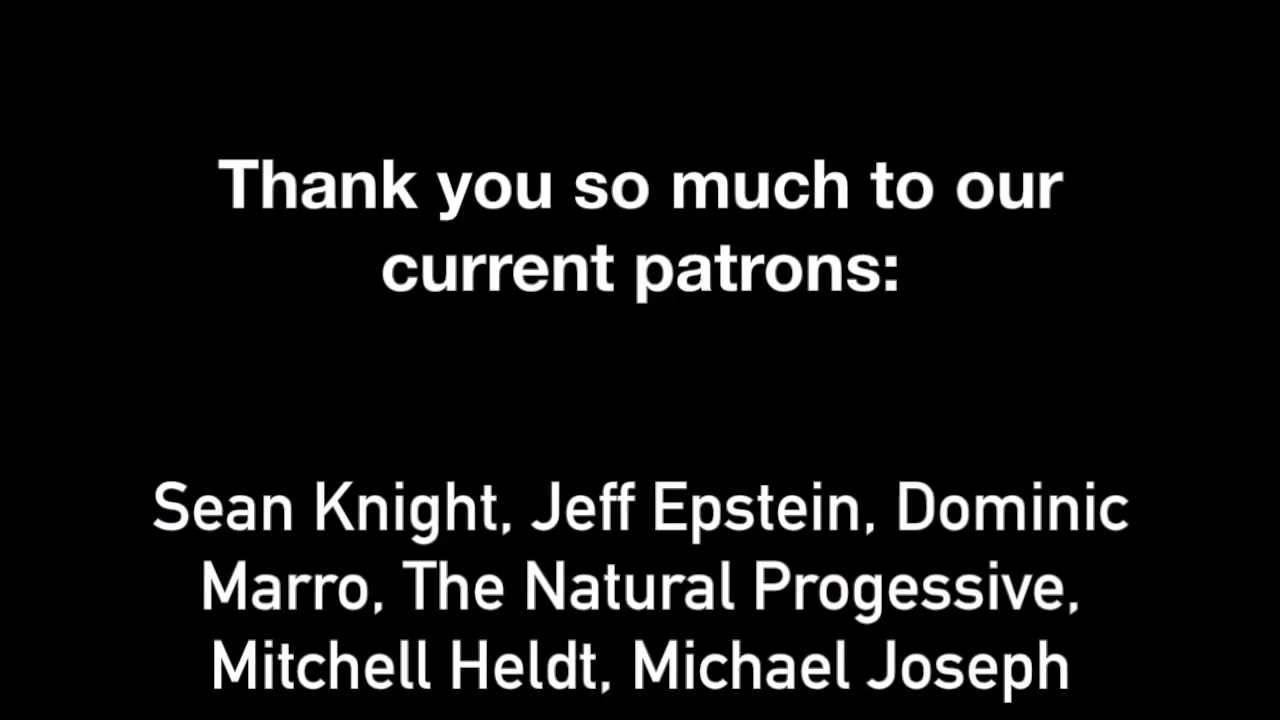 Thank you so much to our
current patrons:
Sean Knight, Jeff Epstein, Dominic
Marro, The Natural Progessive,
Mitchell Heldt, Michael Joseph